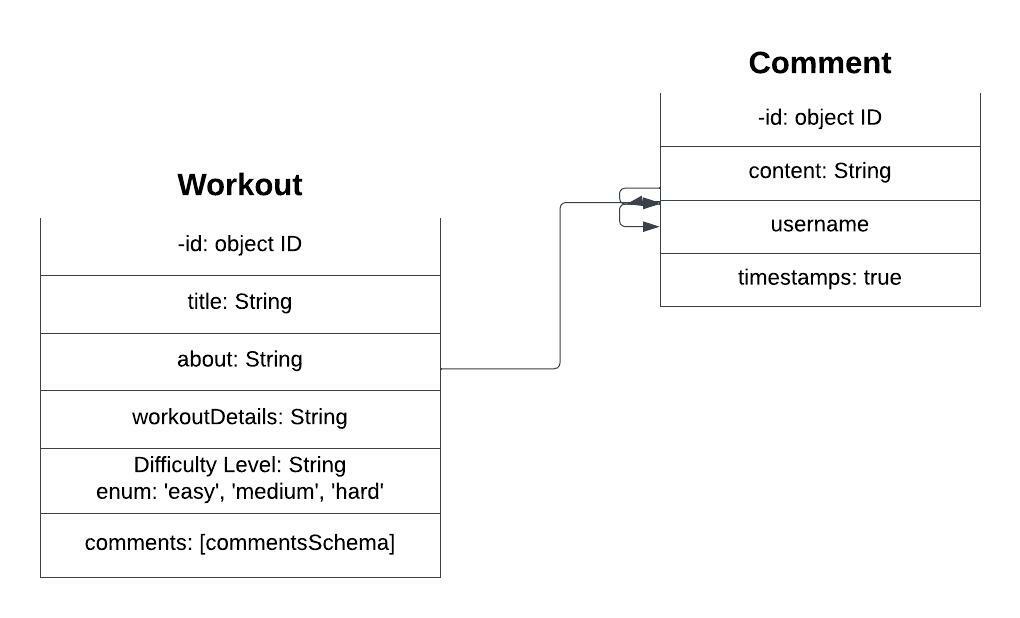 Comment
-id: object ID
content: String
username
timestamps: true
Workout
-id: object ID
title: String
about: String
workoutDetails: String
Difficulty Level: String
enum: 'easy', 'medium', 'hard'
comments: [commentsSchema]